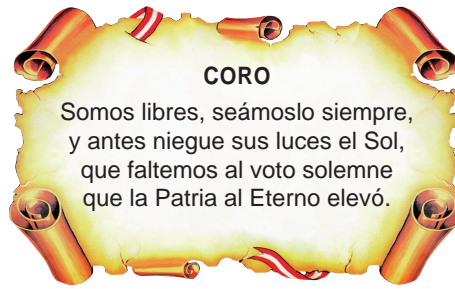 CORO
Somos libres, seámoslo siempre,
y antes niegue sus luces el Sol,
que faltemos al voto solemne
que la Patria al Eterno elevó.